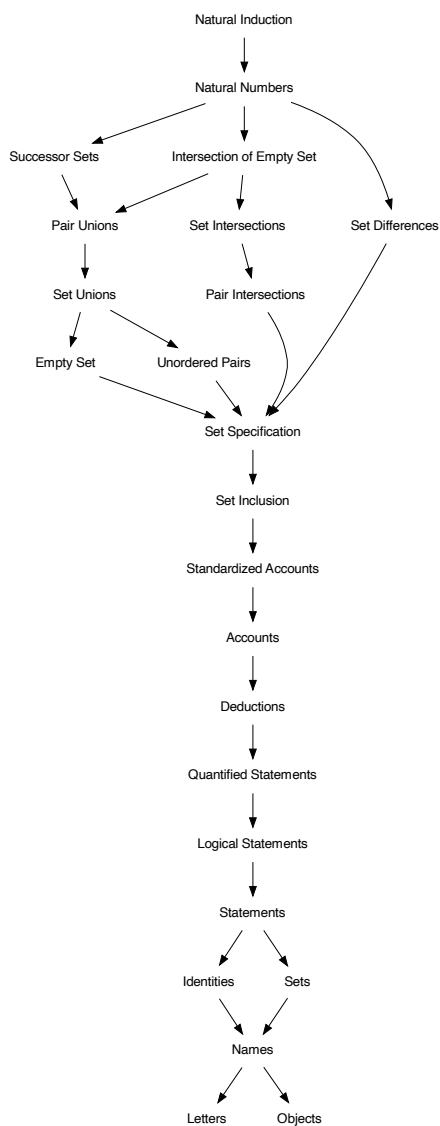 Natural Induction
Natural Numbers
Successor Sets
Intersection of Empty Set
Pair Unions
Set Intersections
Set Differences
Set Unions
Pair Intersections
Empty Set
Unordered Pairs
Set Specification
Set Inclusion
Standardized Accounts
Accounts
Deductions
Quantified Statements
Logical Statements
Statements
Identities
Sets
Names
Letters
Objects